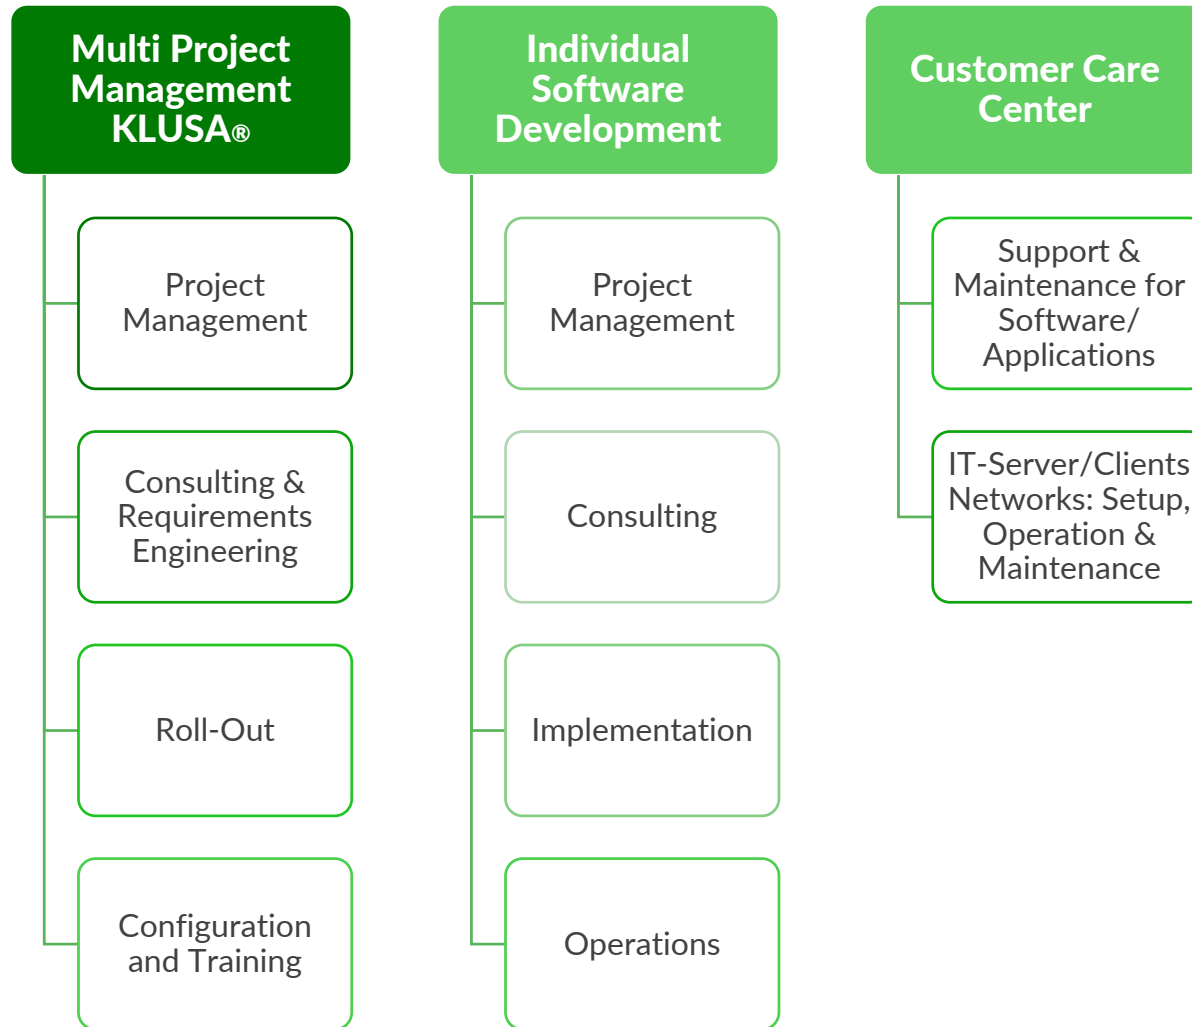 Multi Project
Management
KLUSA®
Project
Management
Consulting &
Requirements
Engineering
Roll-Out
Configuration
and Training
Individual
Software
Development
Project
Management
Consulting
Implementation
Operations
Customer Care
Center
Support &
Maintenance for
Software/
Applications
IT-Server/Clients
Networks: Setup,
Operation &
Maintenance